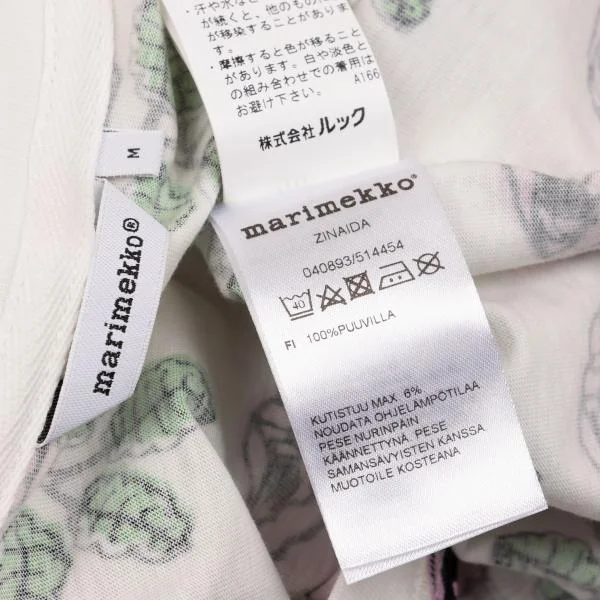 ・汗や水な
が続くと、他のもの
が移染することがありま
す。
・摩擦すると色が移ること
があります。白や淡色と
の組み合わせでの着用は
お避け下さい。 A166
株式会社ルック
M
marimekko®
marimekko®
ZINAIDA
040893/514454
40
FI 100%PUUVILLA
KUTISTUU MAX 6%
NOUDATA OHJELÄMPÖTILAA
PESE NURINPAIN
KÄÄNNETTYNÄ. PESE
SAMANSÄVYISTEN KANSSA
MUOTOILE KOSTEANA